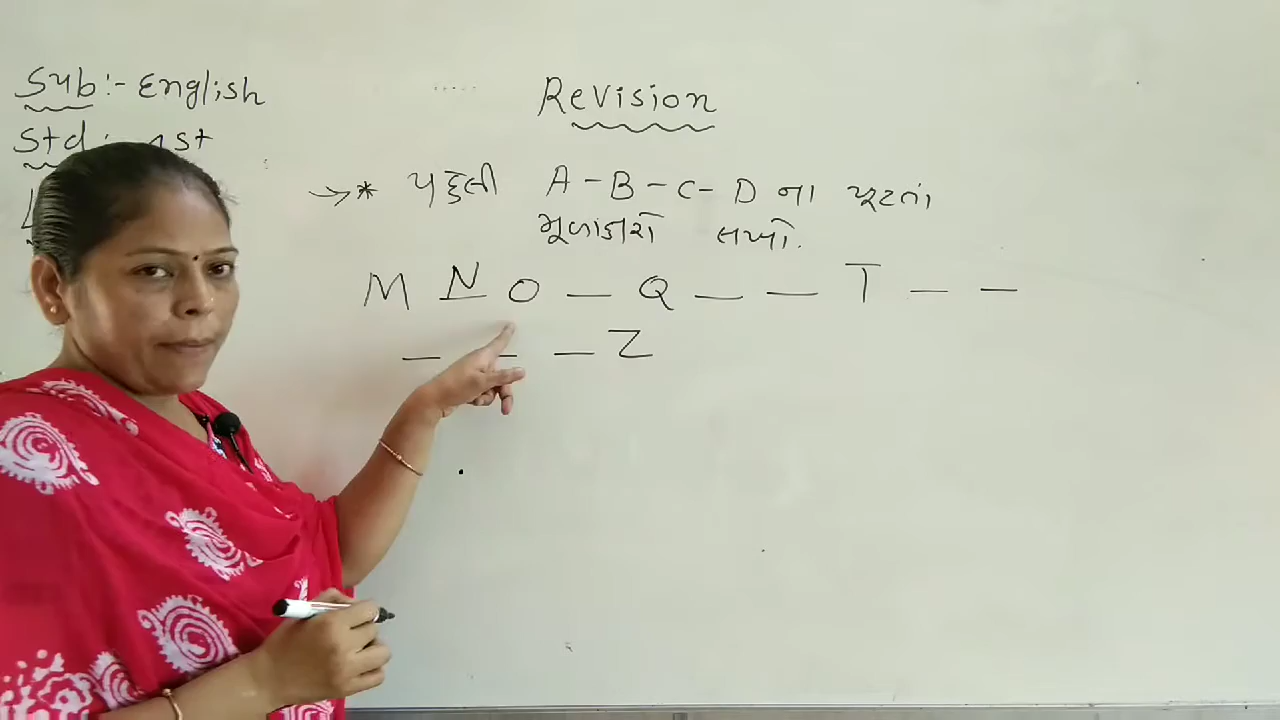 Sub:- English
Std:- 1st
Revision
→* પહેલી A-B-C-D ના ખૂટતાં
મૂળાક્ષરો લખો.
M N O _ Q _ _ T _ _
_ _ _ Z